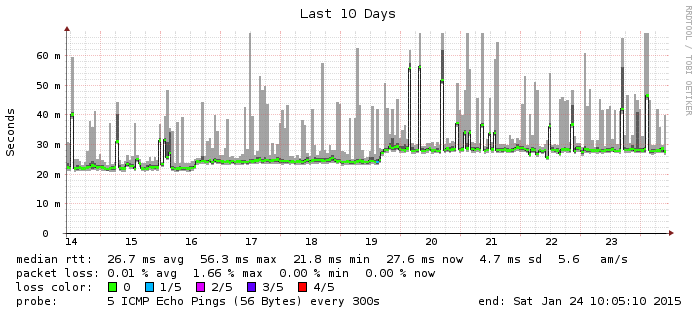 Last 10 Days
RRDTOOL / TOBI OETIKER
Seconds
60 m
50 m
40 m
30 m
20 m
10 m
0
14 15 16 17 18 19 20 21 22 23
median rtt: 26.7 ms avg 56.3 ms max 21.8 ms min 27.6 ms now 4.7 ms sd 5.6 am/s
packet loss: 0.01 % avg 1.66 % max 0.00 % min 0.00 % now
loss color: 0 1/5 2/5 3/5 4/5
probe: 5 ICMP Echo Pings (56 Bytes) every 300s end: Sat Jan 24 10:05:10 2015